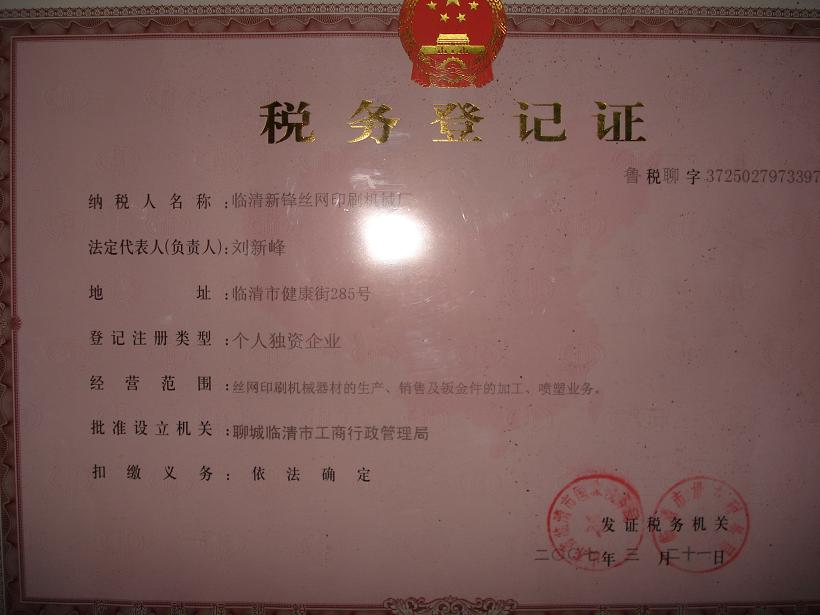 税务登记证
鲁税聊字372502797339７
纳税人名称：临清新锋丝网印刷机械厂
法定代表人(负责人)：刘新峰
地址：临清市健康街285号
登记注册类型：个人独资企业
经营范围：丝网印刷机械器材的生产、销售及钣金件的加工、喷塑业务。
批准设立机关：聊城临清市工商行政管理局
扣缴义务：依法确定
发证税务机关
二〇〇七年三月二十一日